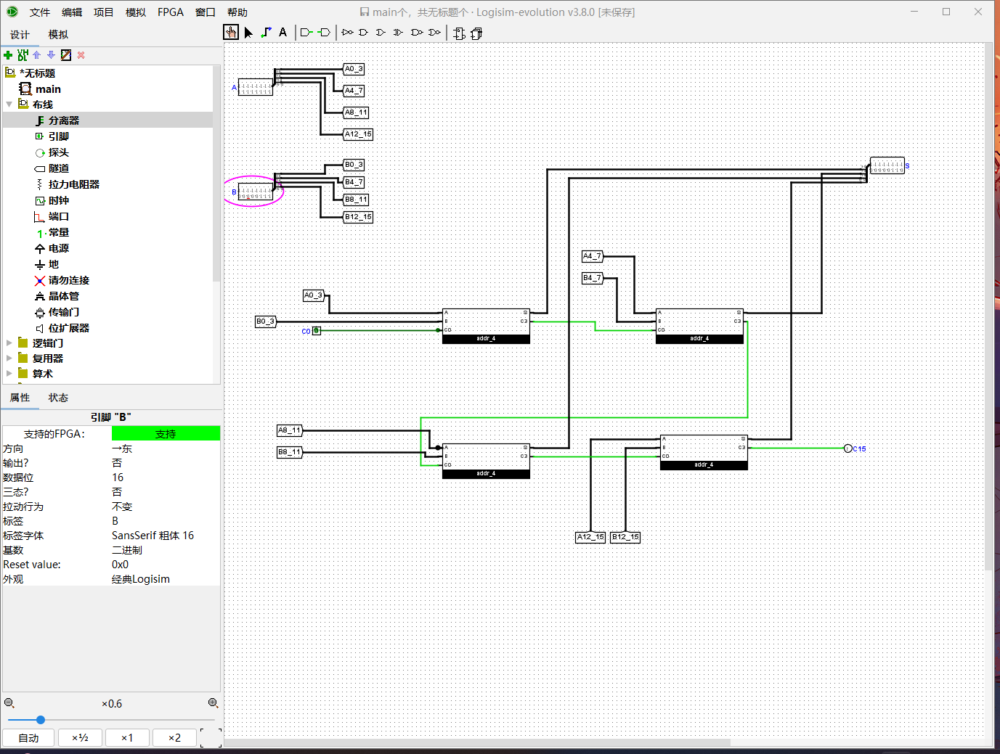 文件 编辑 项目 模拟 FPGA 窗口 帮助
main个，共无标题个 · Logisim-evolution v3.8.0 [未保存]
设计 模拟
A
*无标题
main
布线
分离器
引脚
探头
隧道
拉力电阻器
时钟
端口
常量
电源
地
请勿连接
晶体管
传输门
位扩展器
逻辑门
复用器
算术
属性 状态
引脚 "B"
支持的FPGA: 支持
方向 →东
输出? 否
数据位 16
三态? 否
拉动行为 不变
标签 B
标签字体 SansSerif 粗体 16
基数 二进制
Reset value: 0x0
外观 经典Logisim
×0.6
自动 ×½ ×1 ×2
A
A0_3
A4_7
A8_11
A12_15
B
B0_3
B4_7
B8_11
B12_15
S
A4_7
B4_7
A0_3
B0_3
C0
A S
B C3
C0
addr_4
A S
B C3
C0
addr_4
A8_11
B8_11
A S
B C3
C0
addr_4
A S
B C3
C0
addr_4
C15
A12_15
B12_15